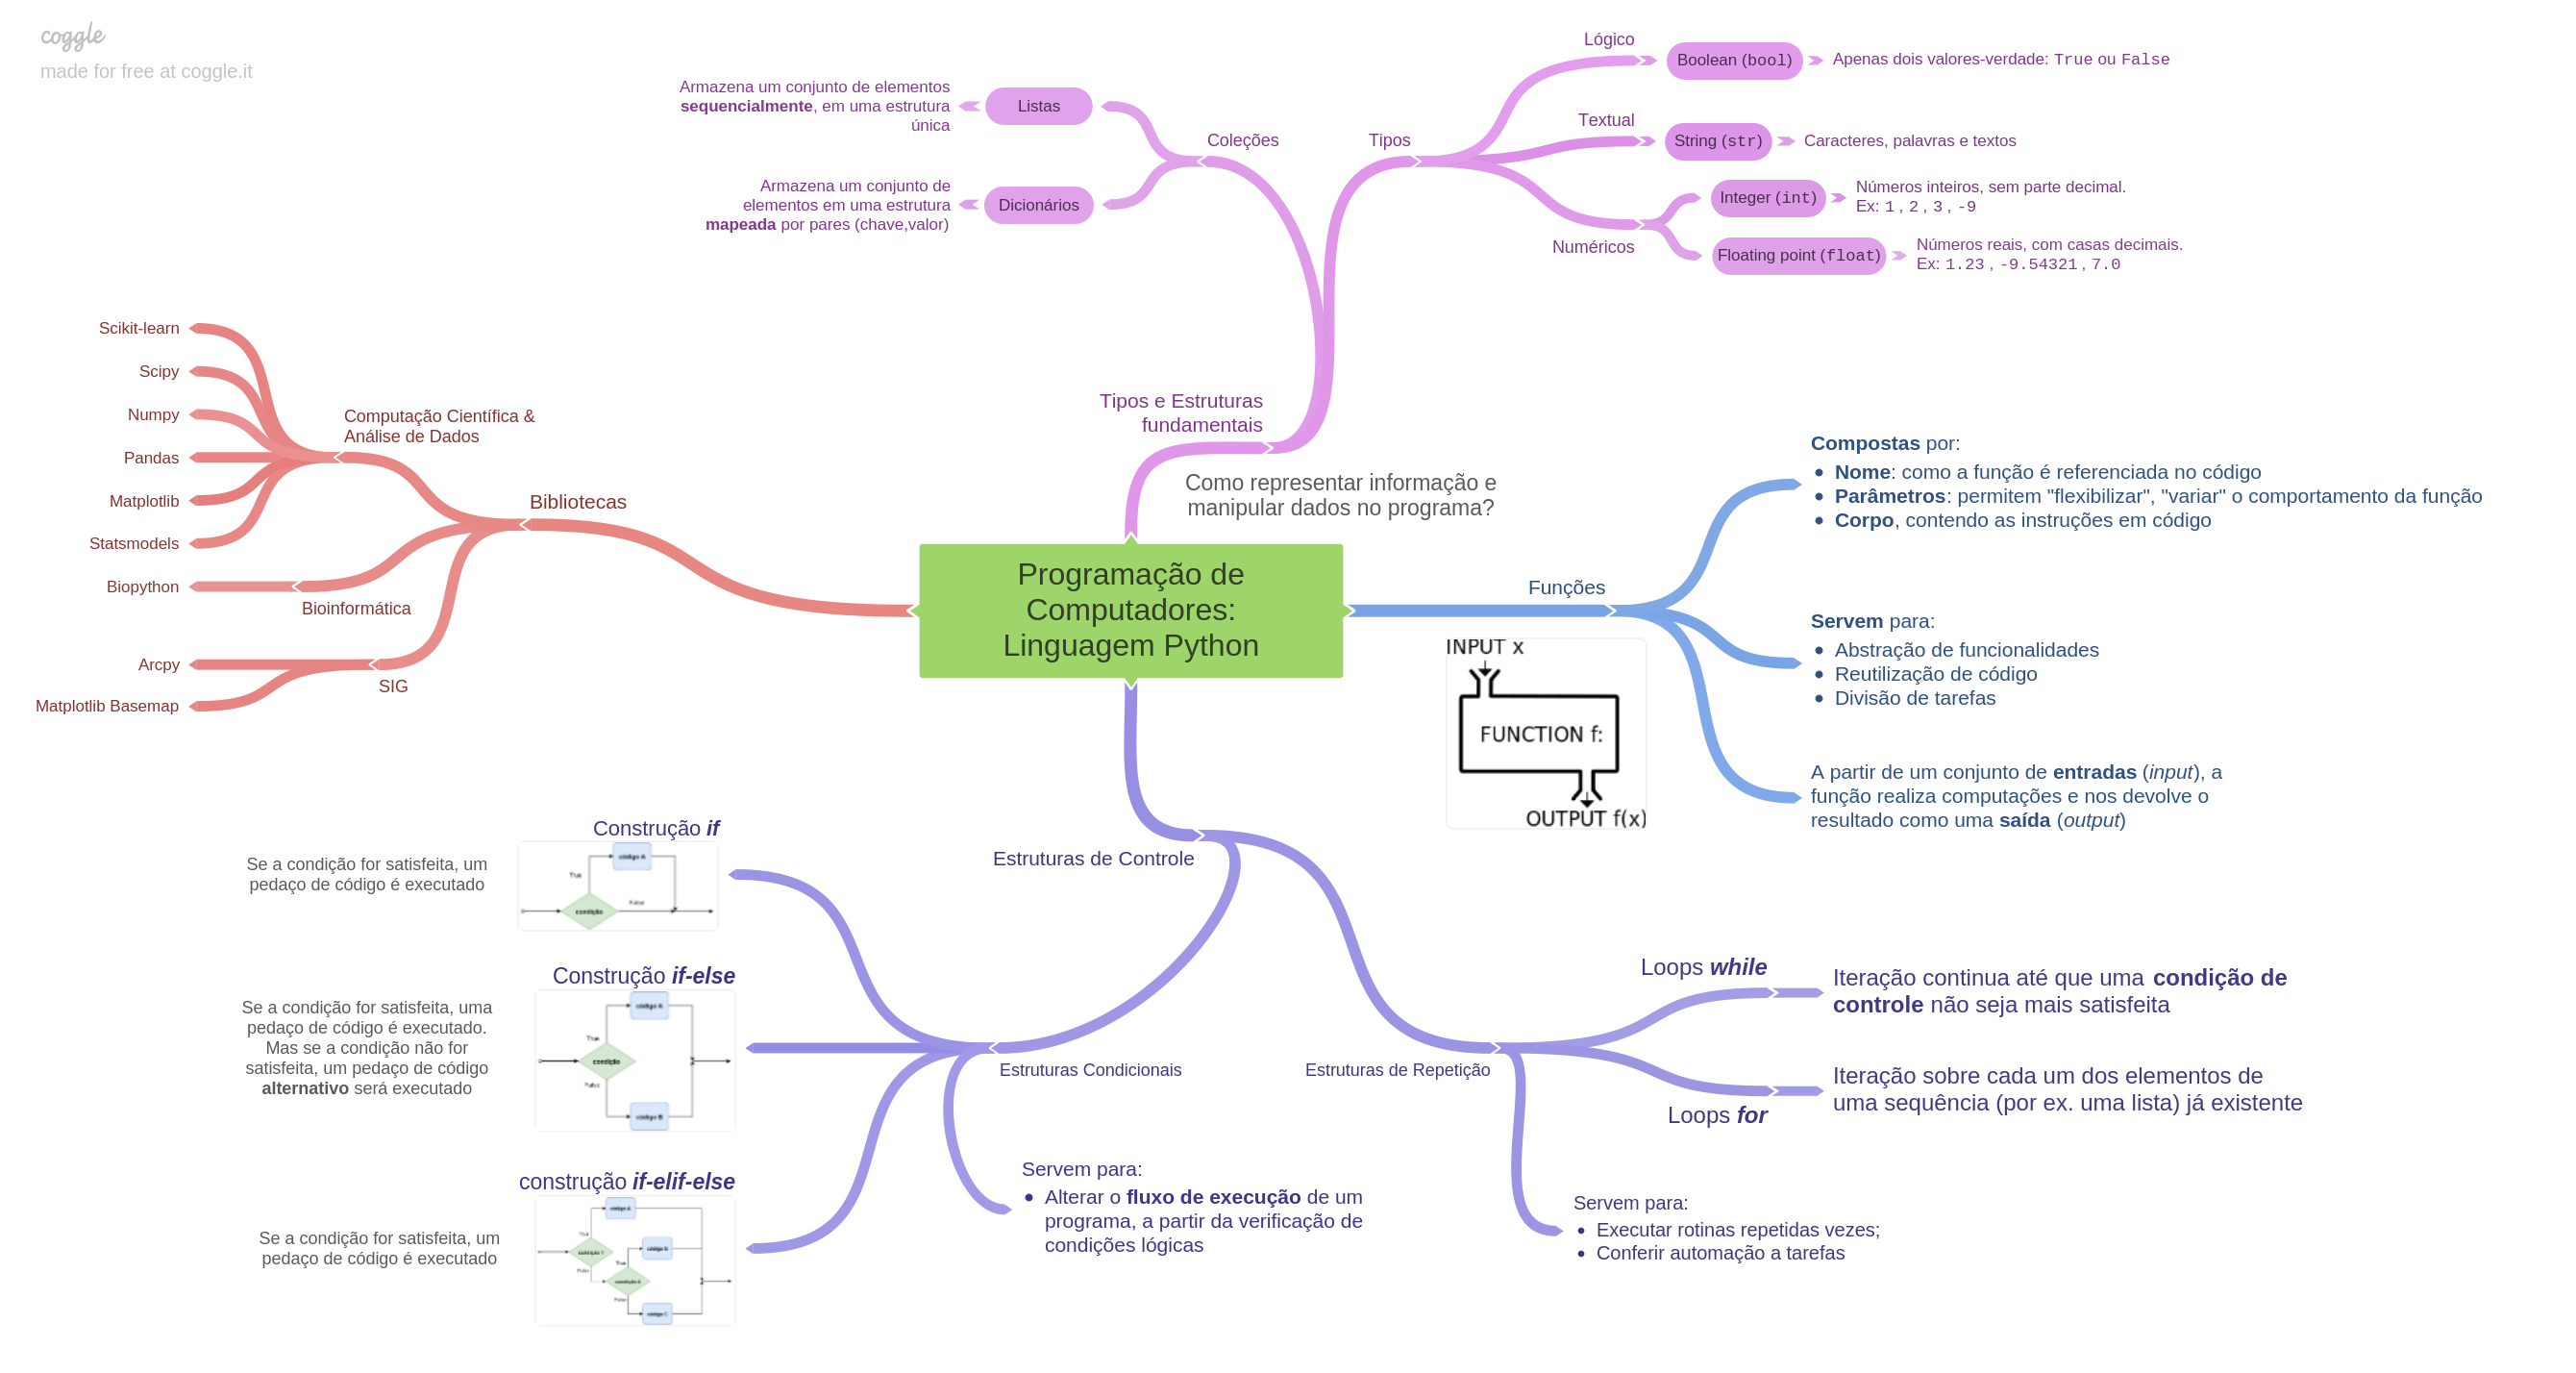 coggle
made for free at coggle.it
Programação de
Computadores:
Linguagem Python
Como representar informação e
manipular dados no programa?
Tipos e Estruturas
fundamentais
Coleções
Listas
Armazena um conjunto de elementos
sequencialmente, em uma estrutura
única
Dicionários
Armazena um conjunto de
elementos em uma estrutura
mapeada por pares (chave,valor)
Tipos
Lógico
Boolean (bool)
Apenas dois valores-verdade: True ou False
Textual
String (str)
Caracteres, palavras e textos
Numéricos
Integer (int)
Números inteiros, sem parte decimal.
Ex: 1 , 2 , 3 , -9
Floating point (float)
Números reais, com casas decimais.
Ex: 1.23 , -9.54321 , 7.0
Bibliotecas
Computação Científica &
Análise de Dados
Scikit-learn
Scipy
Numpy
Pandas
Matplotlib
Statsmodels
Biopython
Bioinformática
Arcpy
SIG
Matplotlib Basemap
Funções
INPUT x
FUNCTION f:
OUTPUT f(x)
Compostas por:
Nome: como a função é referenciada no código
Parâmetros: permitem "flexibilizar", "variar" o comportamento da função
Corpo, contendo as instruções em código
Servem para:
Abstração de funcionalidades
Reutilização de código
Divisão de tarefas
A partir de um conjunto de entradas (input), a
função realiza computações e nos devolve o
resultado como uma saída (output)
Estruturas de Controle
Estruturas Condicionais
Construção if
código A
True
False
condição
Se a condição for satisfeita, um
pedaço de código é executado
Construção if-else
código A
True
condição
False
código B
Se a condição for satisfeita, uma
pedaço de código é executado.
Mas se a condição não for
satisfeita, um pedaço de código
alternativo será executado
construção if-elif-else
código A
True
condição 1
False
código B
True
condição 2
False
código C
Se a condição for satisfeita, um
pedaço de código é executado
Servem para:
Alterar o fluxo de execução de um
programa, a partir da verificação de
condições lógicas
Estruturas de Repetição
Loops while
Iteração continua até que uma condição de
controle não seja mais satisfeita
Loops for
Iteração sobre cada um dos elementos de
uma sequência (por ex. uma lista) já existente
Servem para:
Executar rotinas repetidas vezes;
Conferir automação a tarefas